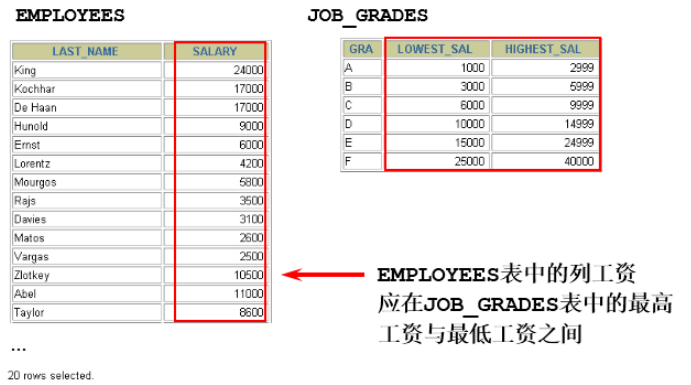 EMPLOYEES
LAST_NAME SALARY
King 24000
Kochhar 17000
De Haan 17000
Hunold 9000
Ernst 6000
Lorentz 4200
Mourgos 5800
Rajs 3500
Davies 3100
Matos 2600
Vargas 2500
Zlotkey 10500
Abel 11000
Taylor 8600
...
20 rows selected.
JOB_GRADES
GRA LOWEST_SAL HIGHEST_SAL
A 1000 2999
B 3000 5999
C 6000 9999
D 10000 14999
E 15000 24999
F 25000 40000
EMPLOYEES表中的列工资
应在JOB_GRADES表中的最高
工资与最低工资之间